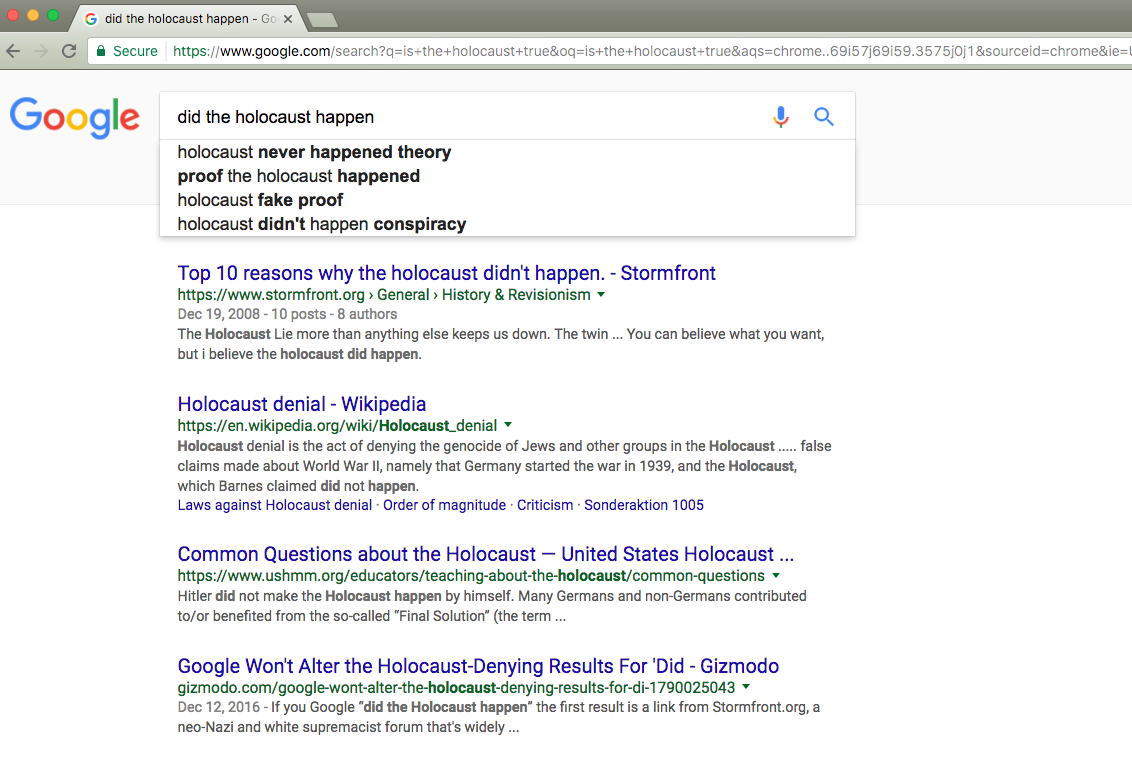 did the holocaust happen - Go
Secure https://www.google.com/search?q=is+the+holocaust+true&oq=is+the+holocaust+true&aqs=chrome..69i57j69i59.3575j0j1&sourceid=chrome&ie=U
Google
did the holocaust happen
holocaust never happened theory
proof the holocaust happened
holocaust fake proof
holocaust didn't happen conspiracy
Top 10 reasons why the holocaust didn't happen. - Stormfront
https://www.stormfront.org › General › History & Revisionism
Dec 19, 2008 - 10 posts - 8 authors
The Holocaust Lie more than anything else keeps us down. The twin ... You can believe what you want,
but i believe the holocaust did happen.
Holocaust denial - Wikipedia
https://en.wikipedia.org/wiki/Holocaust_denial
Holocaust denial is the act of denying the genocide of Jews and other groups in the Holocaust ..... false
claims made about World War II, namely that Germany started the war in 1939, and the Holocaust,
which Barnes claimed did not happen.
Laws against Holocaust denial · Order of magnitude · Criticism · Sonderaktion 1005
Common Questions about the Holocaust — United States Holocaust ...
https://www.ushmm.org/educators/teaching-about-the-holocaust/common-questions
Hitler did not make the Holocaust happen by himself. Many Germans and non-Germans contributed
to/or benefited from the so-called “Final Solution” (the term ...
Google Won't Alter the Holocaust-Denying Results For 'Did - Gizmodo
gizmodo.com/google-wont-alter-the-holocaust-denying-results-for-di-1790025043
Dec 12, 2016 - If you Google “did the Holocaust happen” the first result is a link from Stormfront.org, a
neo-Nazi and white supremacist forum that's widely ...